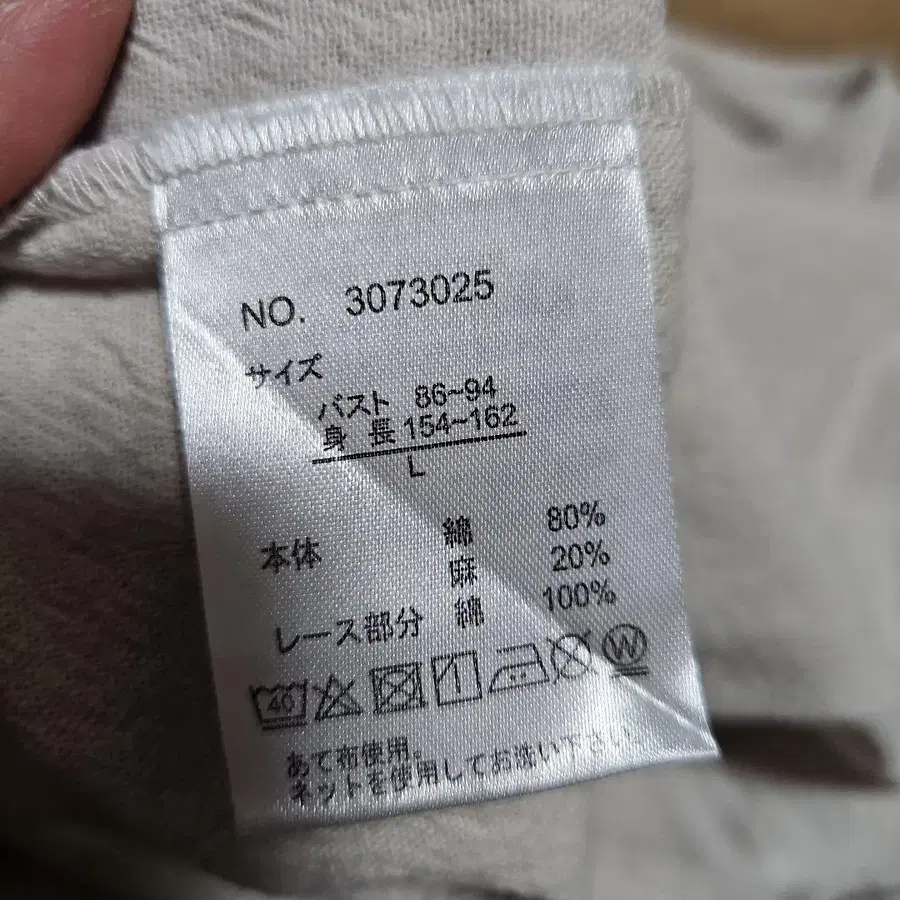 NO. 3073025
サイズ
バスト 86~94
身長 154~162
L
本体 綿 80%
麻 20%
レース部分 綿 100%
40 W
あて布使用。
ネットを使用してお洗い下さい。